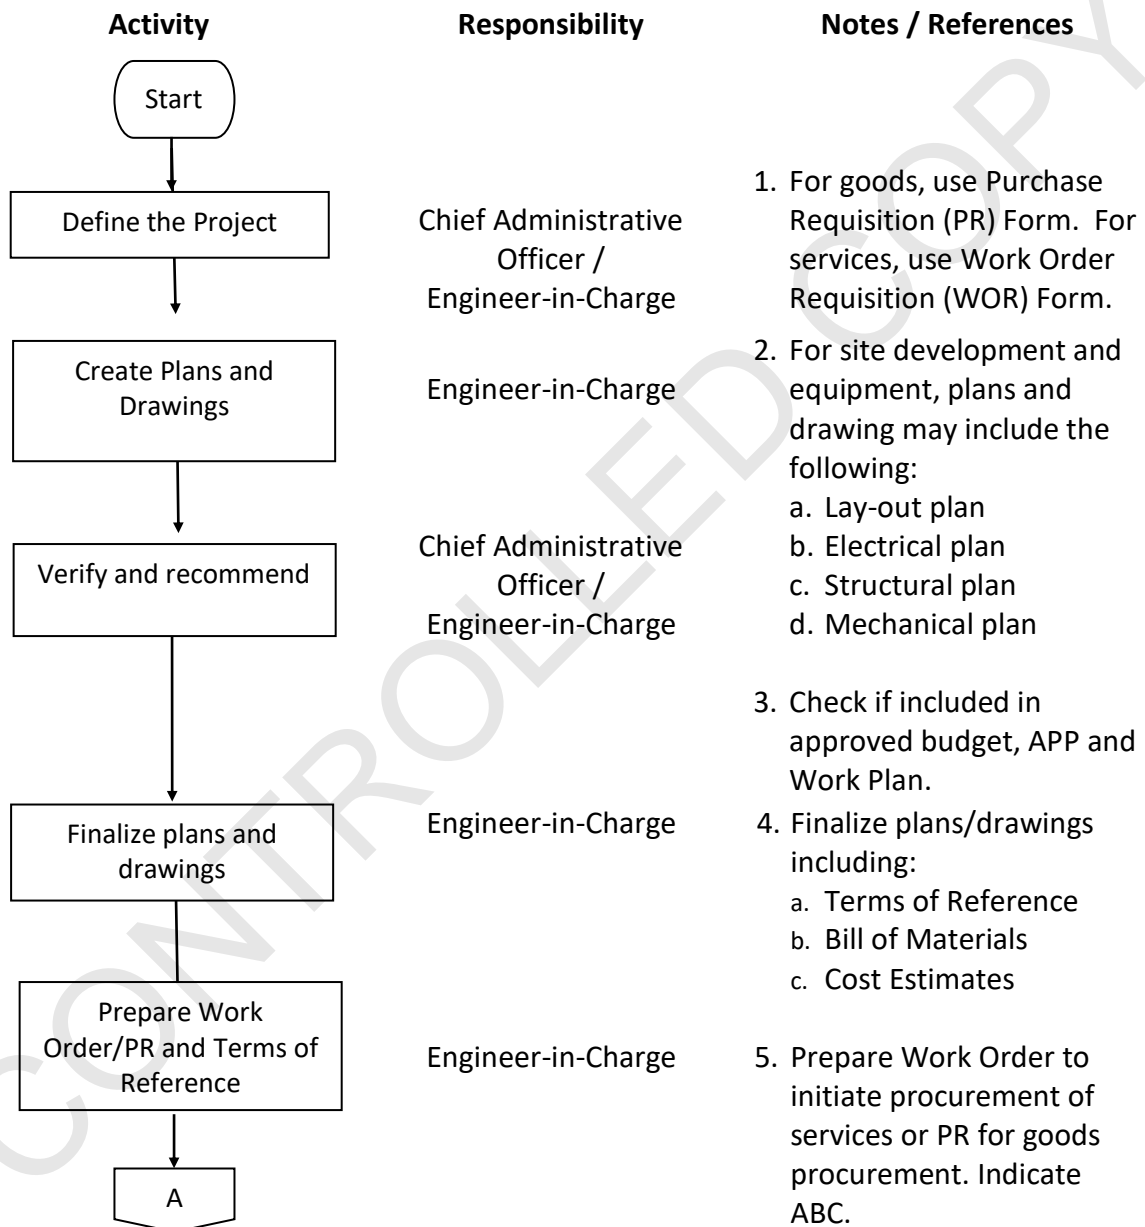 Activity
Responsibility
Notes / References
Start
Define the Project
Chief Administrative
Officer /
Engineer-in-Charge
1. For goods, use Purchase
Requisition (PR) Form. For
services, use Work Order
Requisition (WOR) Form.
Create Plans and
Drawings
Engineer-in-Charge
2. For site development and
equipment, plans and
drawing may include the
following:
a. Lay-out plan
b. Electrical plan
c. Structural plan
d. Mechanical plan
Verify and recommend
Chief Administrative
Officer /
Engineer-in-Charge
3. Check if included in
approved budget, APP and
Work Plan.
Finalize plans and
drawings
Engineer-in-Charge
4. Finalize plans/drawings
including:
a. Terms of Reference
b. Bill of Materials
c. Cost Estimates
Prepare Work
Order/PR and Terms of
Reference
Engineer-in-Charge
5. Prepare Work Order to
initiate procurement of
services or PR for goods
procurement. Indicate
ABC.
A
CONTROLLED COPY